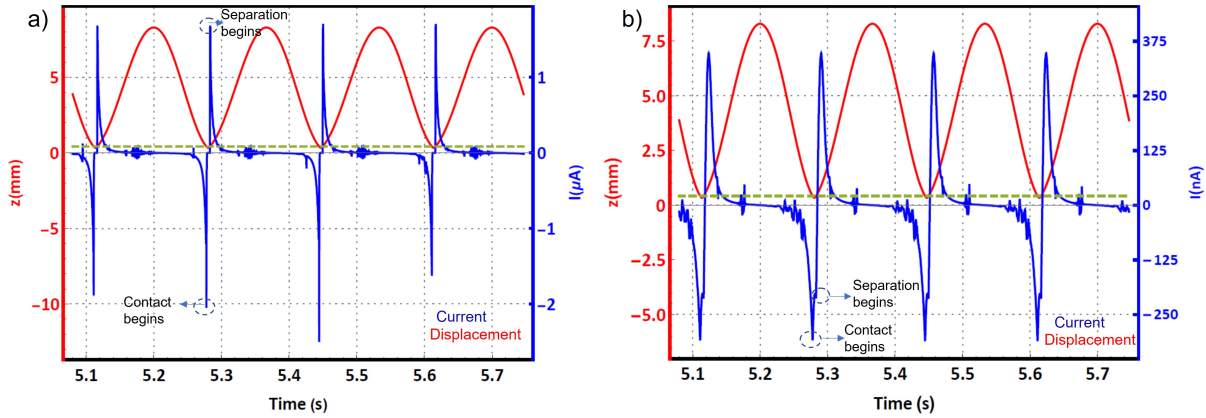 a)
Separation
begins
z(mm)
5
0
−5
−10
I(μA)
1
0
−1
−2
Contact
begins
Current
Displacement
5.1 5.2 5.3 5.4 5.5 5.6 5.7
Time (s)
b)
z(mm)
7.5
5.0
2.5
0
−2.5
−5.0
I(nA)
375
250
150
0
−125
−250
Separation
begins
Contact
begins
Current
Displacement
5.1 5.2 5.3 5.4 5.5 5.6 5.7
Time (s)